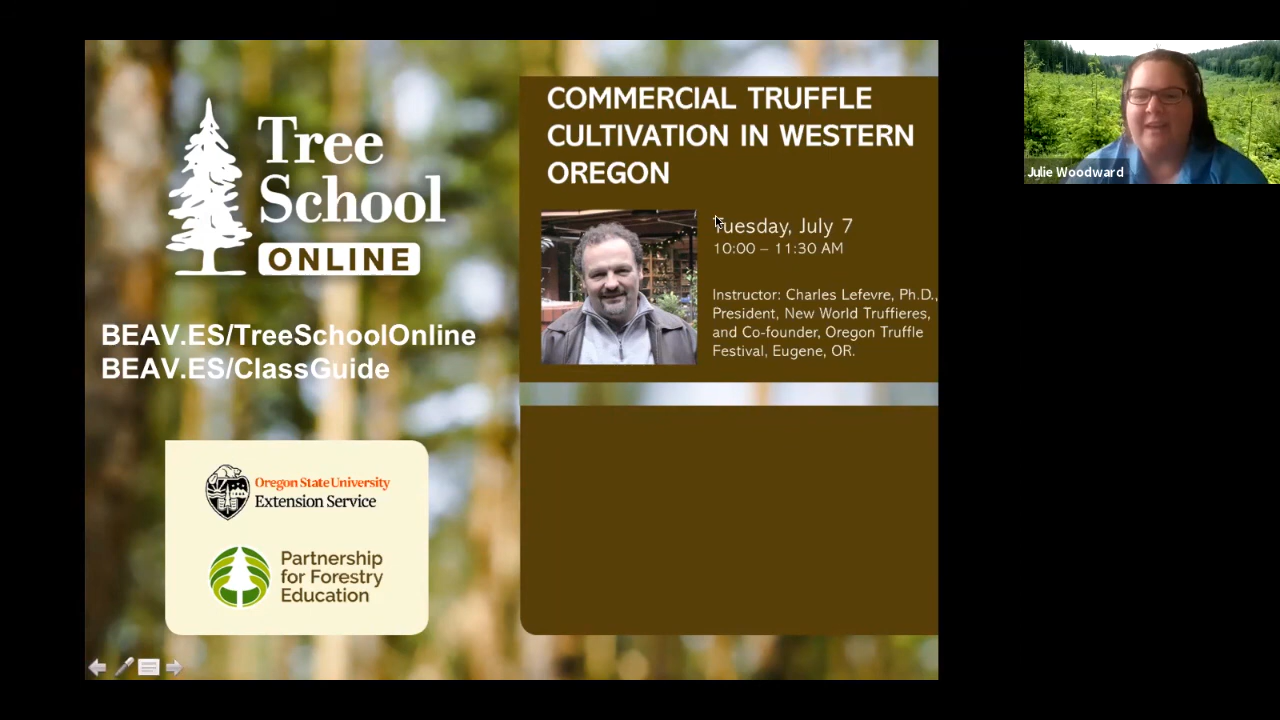 Tree
School
ONLINE
BEAV.ES/TreeSchoolOnline
BEAV.ES/ClassGuide
Oregon State University
Extension Service
Partnership
for Forestry
Education
COMMERCIAL TRUFFLE
CULTIVATION IN WESTERN
OREGON
Tuesday, July 7
10:00 – 11:30 AM
Instructor: Charles Lefevre, Ph.D.,
President, New World Truffieres,
and Co-founder, Oregon Truffle
Festival, Eugene, OR.
Julie Woodward